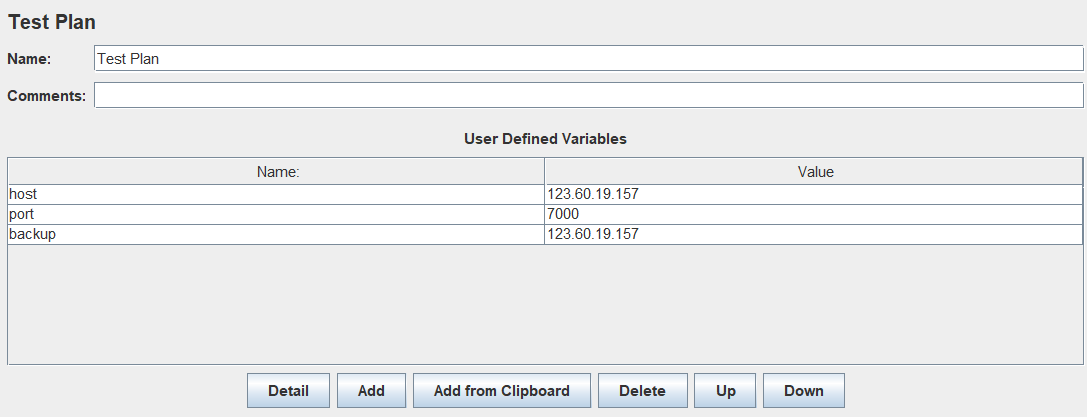 Test Plan
Name: Test Plan
Comments:
User Defined Variables
Name: Value
host 123.60.19.157
port 7000
backup 123.60.19.157
Detail Add Add from Clipboard Delete Up Down